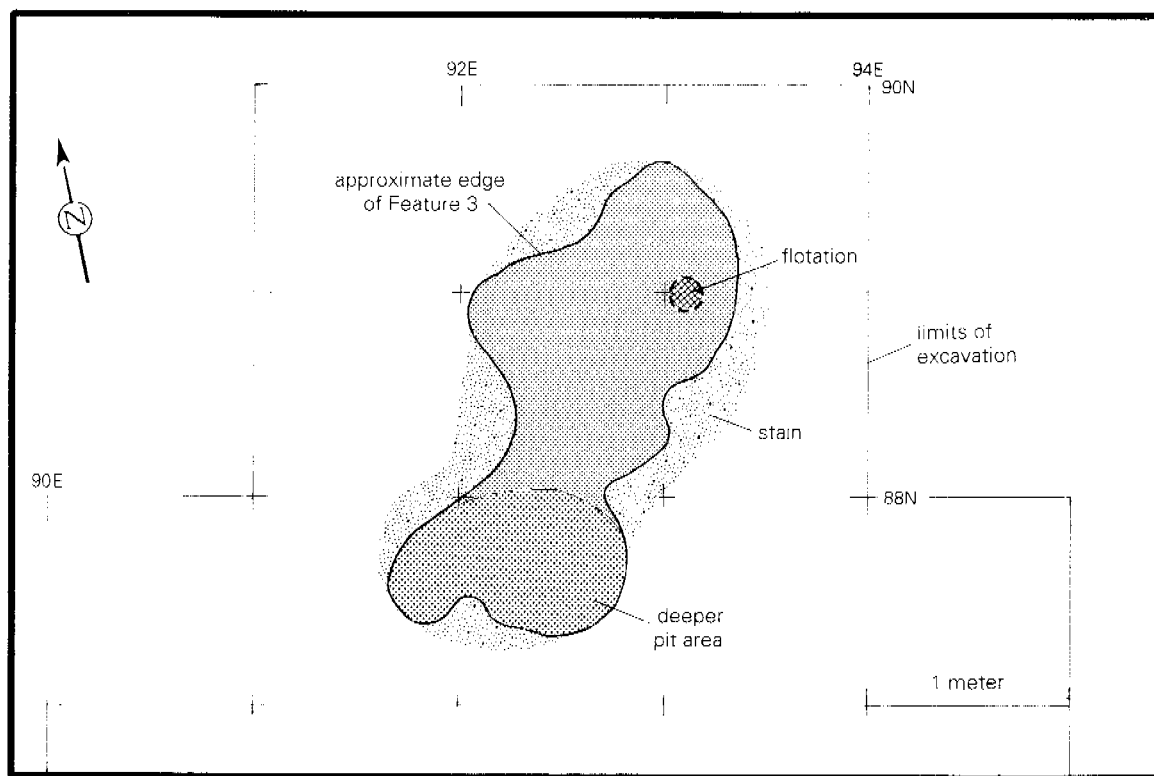 92E
94E
90N
approximate edge
of Feature 3
N
flotation
limits of
excavation
stain
90E
88N
deeper
pit area
1 meter